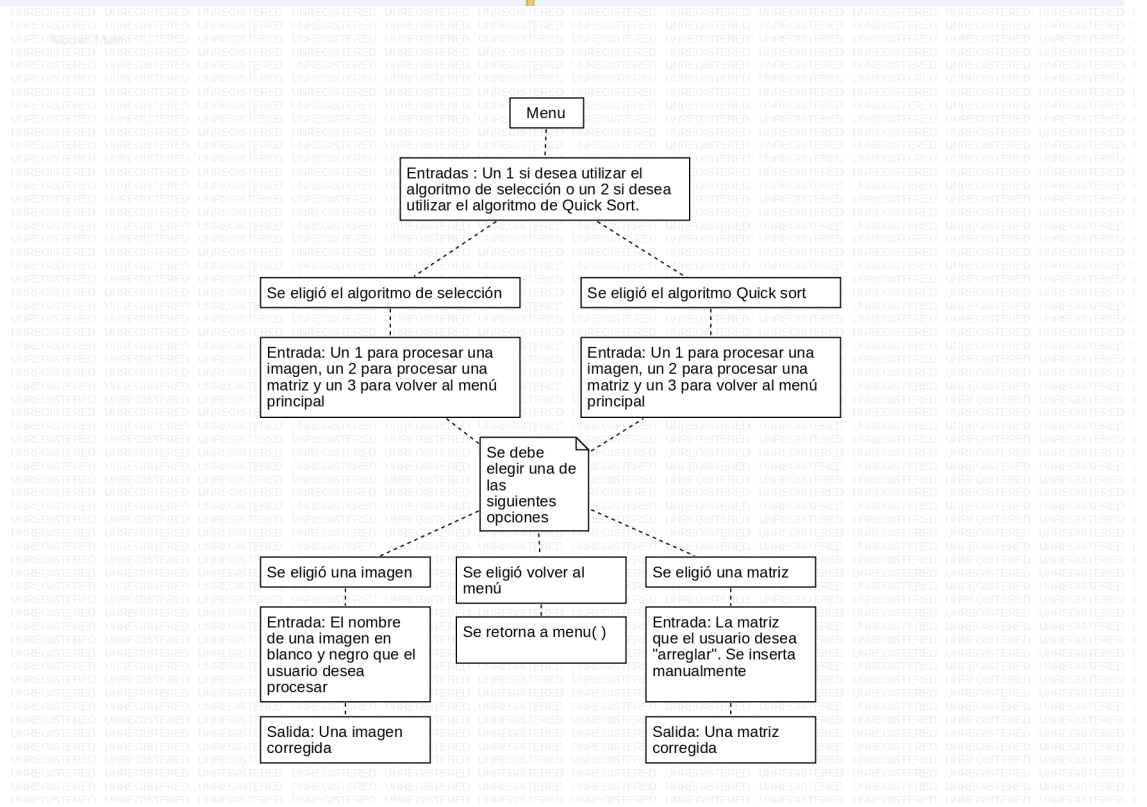 Model::Main
Menu
Entradas : Un 1 si desea utilizar el
algoritmo de selección o un 2 si desea
utilizar el algoritmo de Quick Sort.
Se eligió el algoritmo de selección
Se eligió el algoritmo Quick sort
Entrada: Un 1 para procesar una
imagen, un 2 para procesar una
matriz y un 3 para volver al menú
principal
Entrada: Un 1 para procesar una
imagen, un 2 para procesar una
matriz y un 3 para volver al menú
principal
Se debe
elegir una de
las
siguientes
opciones
Se eligió una imagen
Se eligió volver al
menú
Se eligió una matriz
Entrada: El nombre
de una imagen en
blanco y negro que el
usuario desea
procesar
Se retorna a menu( )
Entrada: La matriz
que el usuario desea
"arreglar". Se inserta
manualmente
Salida: Una imagen
corregida
Salida: Una matriz
corregida
UNREGISTERED